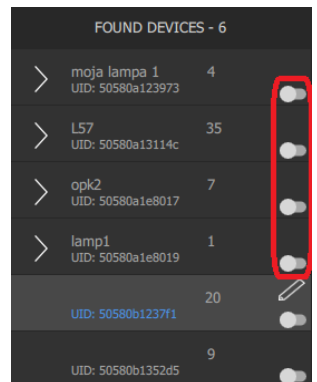 FOUND DEVICES - 6
moja lampa 1 4
UID: 50580a123973
L57 35
UID: 50580a13114c
opk2 7
UID: 50580a1e8017
lamp1 1
UID: 50580a1e8019
20
UID: 50580b1237f1
9
UID: 50580b1352d5